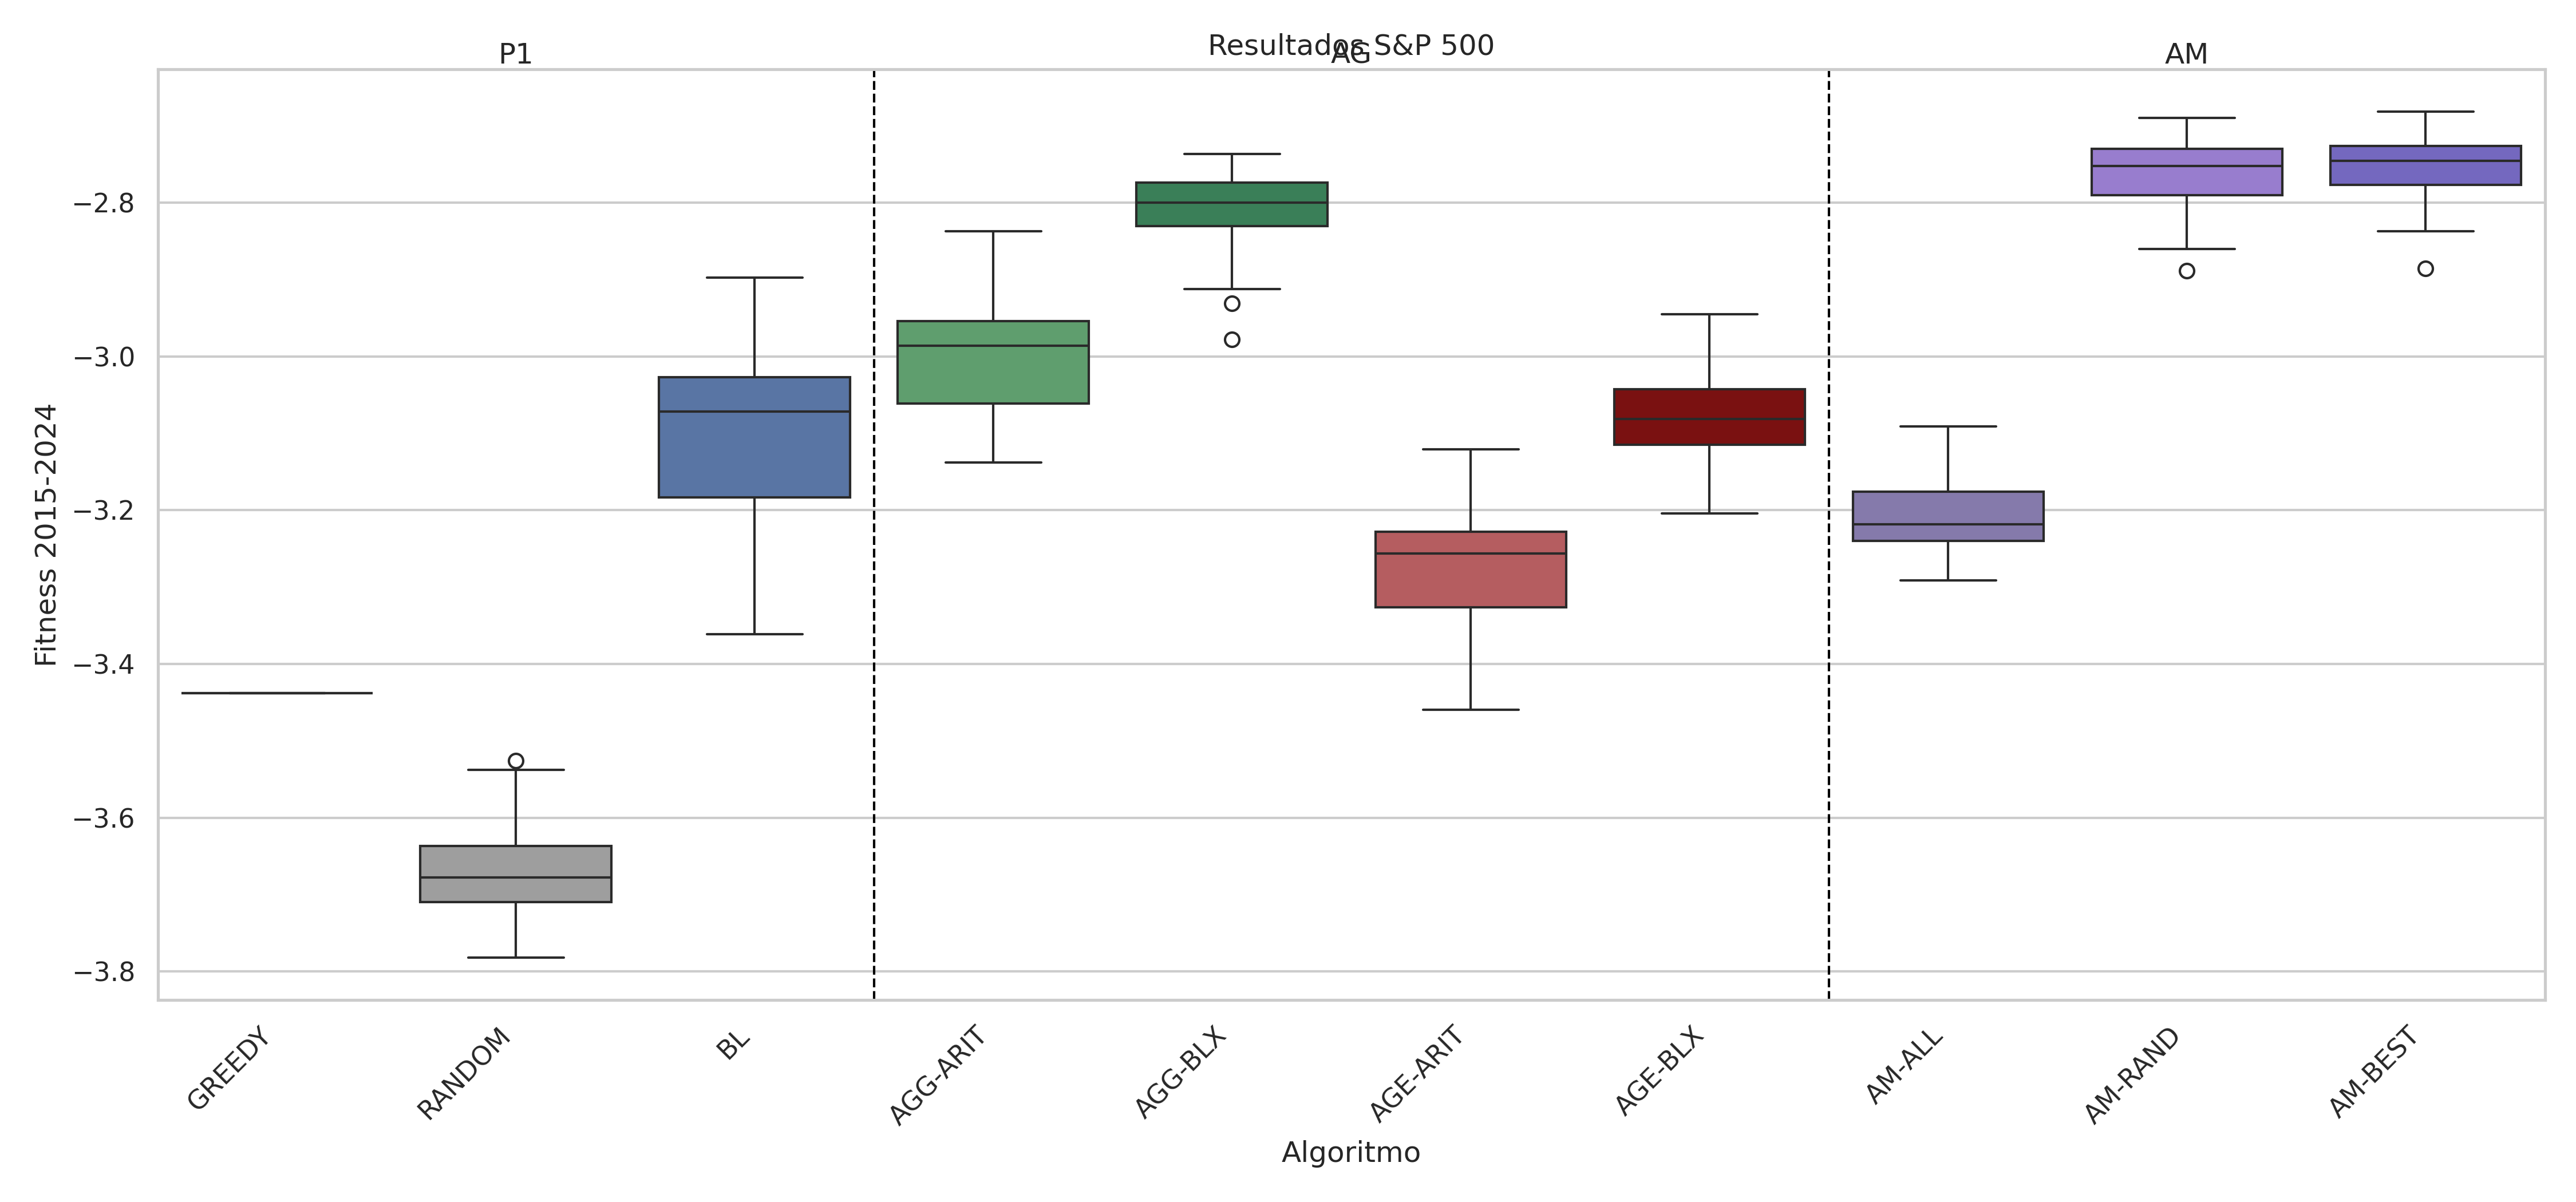 Resultados S&P 500
P1
AG
AM
Fitness 2015-2024
−2.8
−3.0
−3.2
−3.4
−3.6
−3.8
GREEDY
RANDOM
BL
AGG-ARIT
AGG-BLX
AGE-ARIT
AGE-BLX
AM-ALL
AM-RAND
AM-BEST
Algoritmo